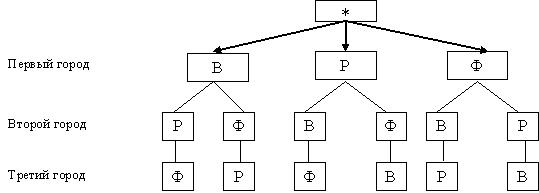 *
Первый город В Р Ф
Второй город Р Ф В Ф В Р
Третий город Ф Р Ф В Р В